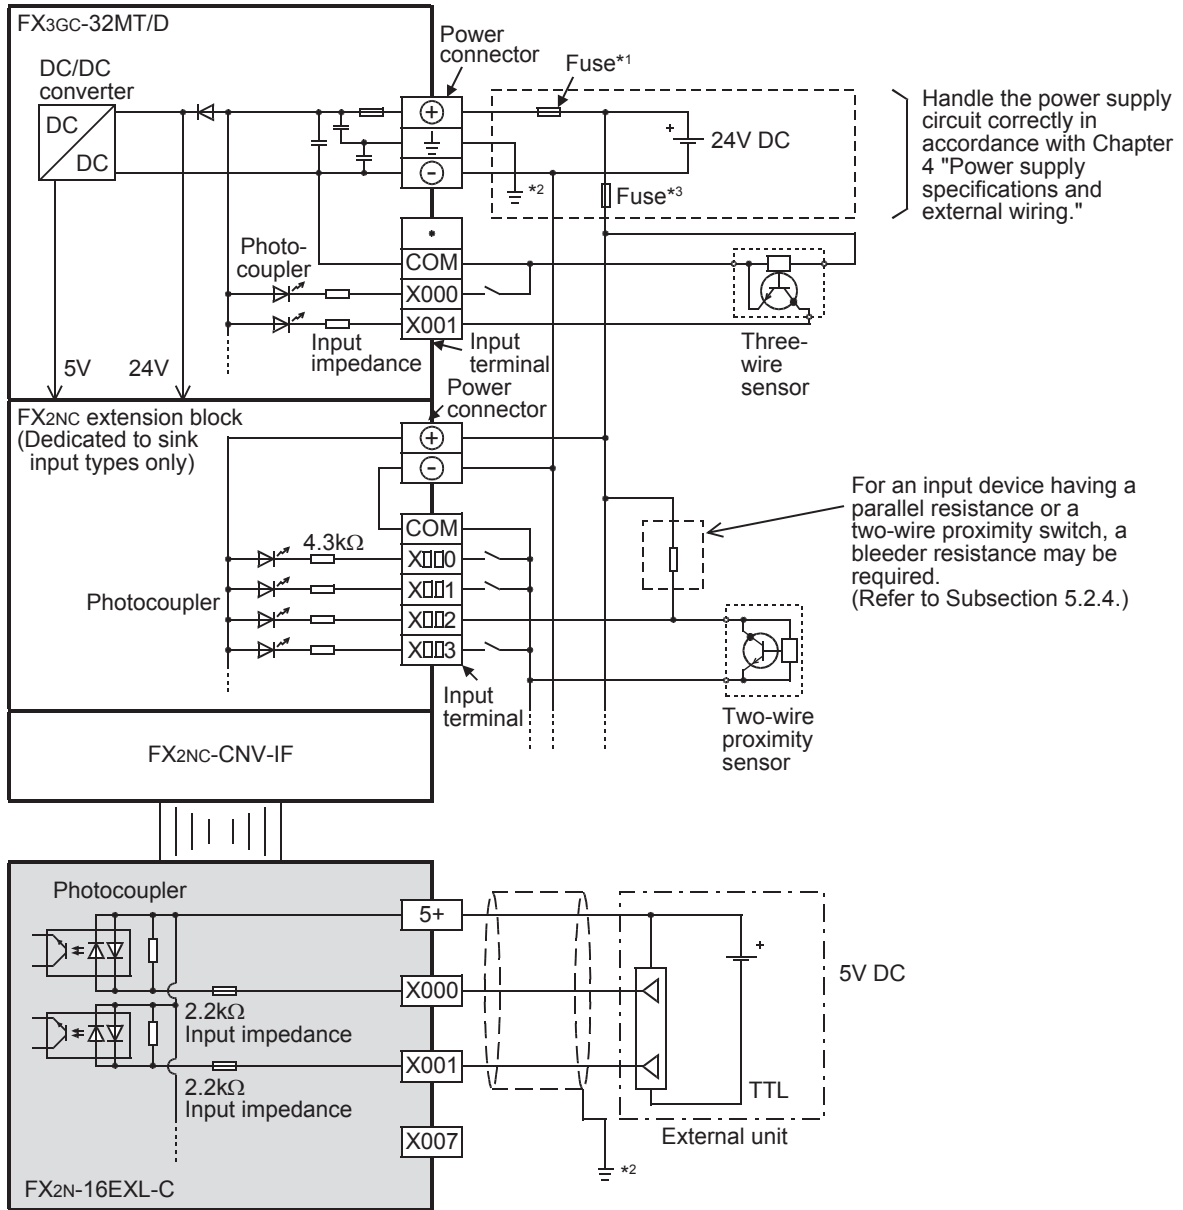 FX3GC-32MT/D
Power
connector
Fuse*1
DC/DC
converter
DC
DC
+
-
24V DC
*2
Fuse*3
Handle the power supply
circuit correctly in
accordance with Chapter
4 "Power supply
specifications and
external wiring."
•
COM
X000
X001
Photo-
coupler
Input
impedance
Input
terminal
Three-
wire
sensor
5V
24V
Power
connector
FX2NC extension block
(Dedicated to sink
input types only)
+
-
COM
4.3kΩ
X▯▯0
X▯▯1
X▯▯2
X▯▯3
Photocoupler
For an input device having a
parallel resistance or a
two-wire proximity switch, a
bleeder resistance may be
required.
(Refer to Subsection 5.2.4.)
Input
terminal
Two-wire
proximity
sensor
FX2NC-CNV-IF
Photocoupler
5+
X000
2.2kΩ
Input impedance
X001
2.2kΩ
Input impedance
X007
+
5V DC
TTL
External unit
*2
FX2N-16EXL-C